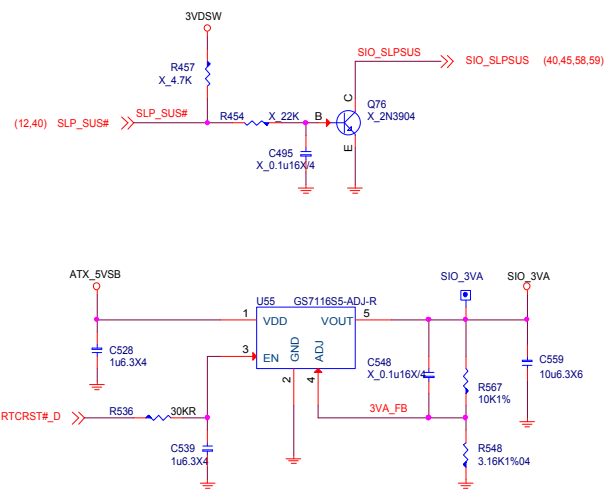 3VDSW
R457
X_4.7K
SIO_SLPSUS
SIO_SLPSUS (40,45,58,59)
C
Q76
X_2N3904
(12,40) SLP_SUS#
SLP_SUS#
R454
X_22K
B
E
C495
X_0.1u16X/4
ATX_5VSB
SIO_3VA
SIO_3VA
U55
GS7116S5-ADJ-R
1
VDD
VOUT
5
3
EN
GND
ADJ
2
4
C528
1u6.3X4
C548
X_0.1u16X/4
C559
10u6.3X6
R567
10K1%
3VA_FB
RTCRST#_D
R536
30KR
C539
1u6.3X4
R548
3.16K1%04